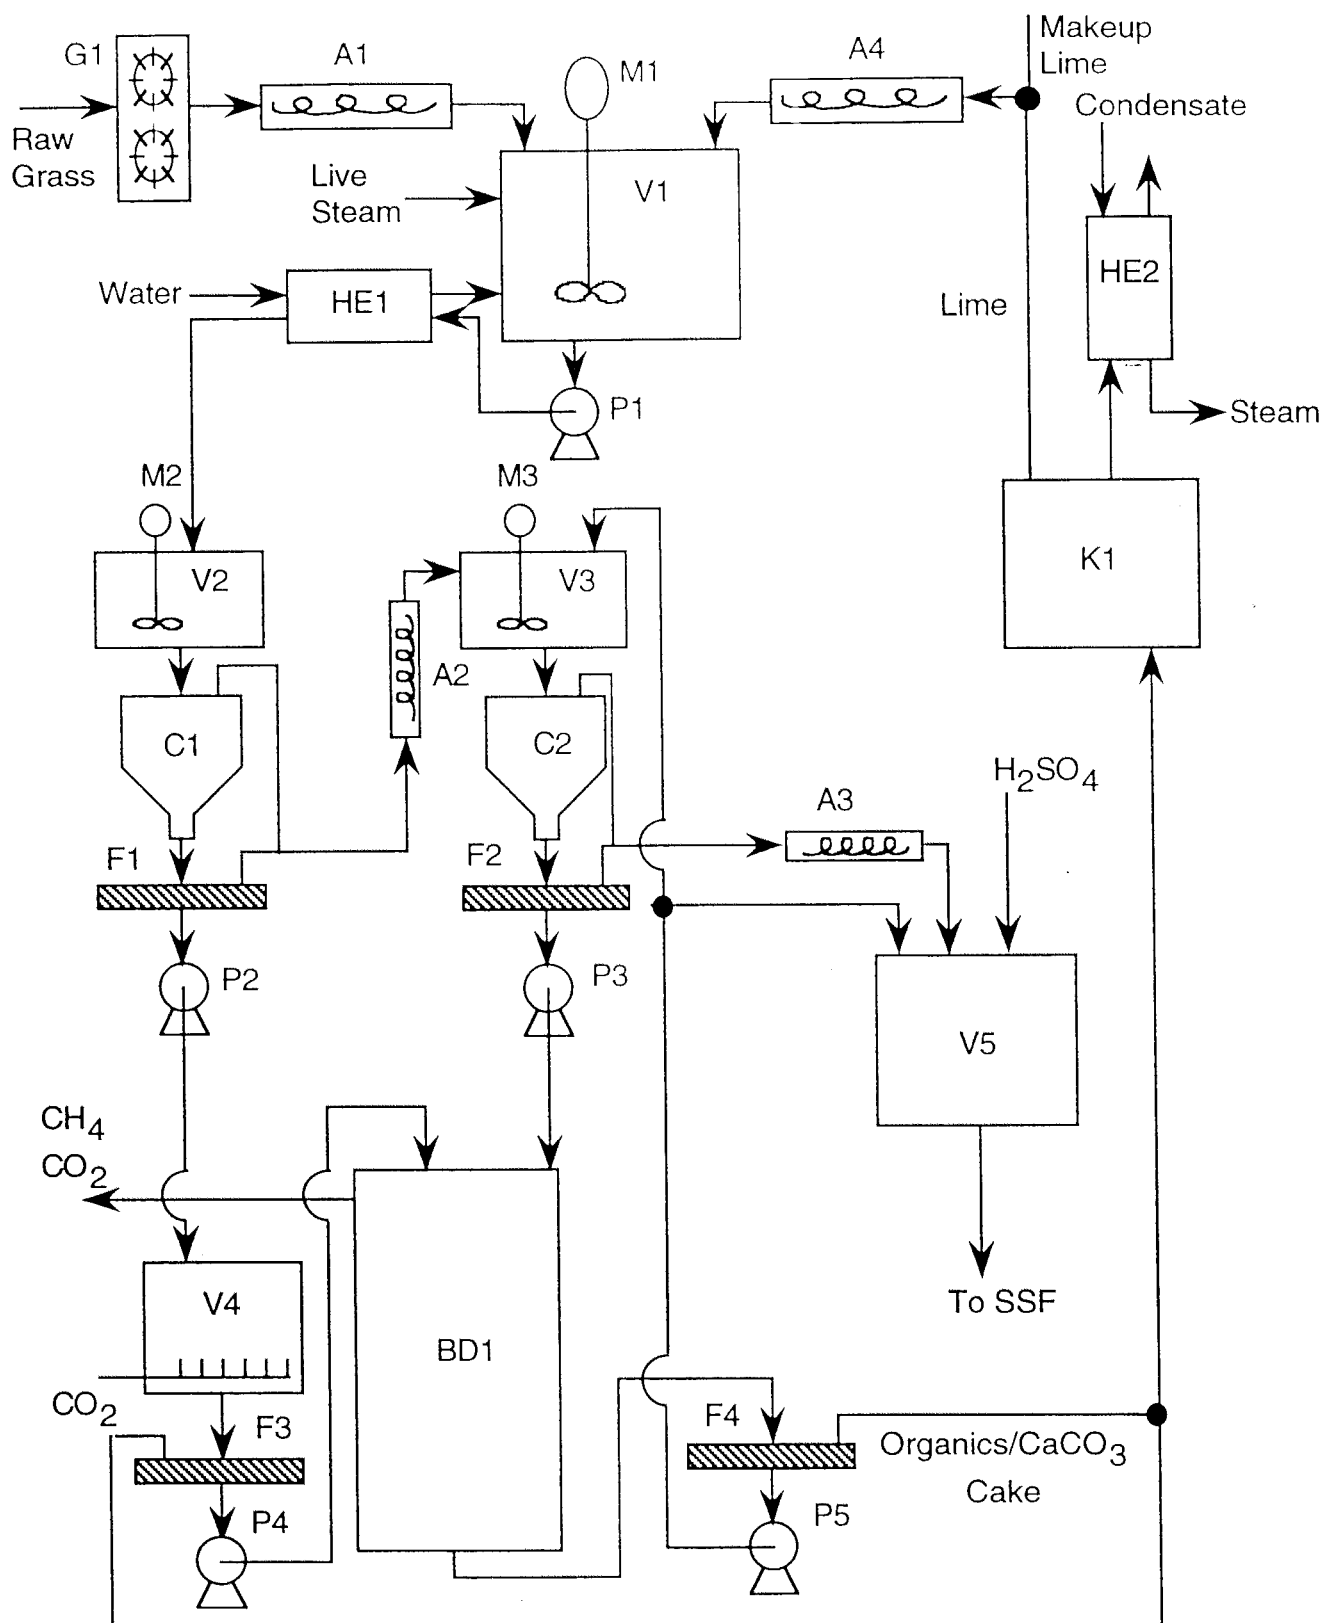 G1
A1
M1
A4
Makeup
Lime
Condensate
Raw
Grass
Live
Steam
V1
HE2
Water
HE1
Lime
P1
Steam
M2
M3
V2
V3
K1
A2
C1
C2
H2SO4
A3
F1
F2
P2
P3
V5
CH4
CO2
V4
To SSF
BD1
CO2
F3
F4
Organics/CaCO3
Cake
P4
P5